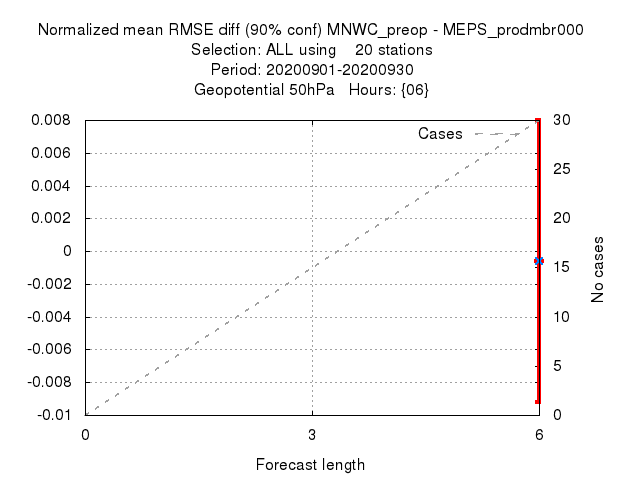 Normalized mean RMSE diff (90% conf) MNWC_preop - MEPS_prodmbr000
Selection: ALL using    20 stations
Period: 20200901-20200930
Geopotential 50hPa   Hours: {06}
0.008
0.006
0.004
0.002
0
-0.002
-0.004
-0.006
-0.008
-0.01
Cases
30
25
20
15
10
5
0
No cases
0
3
6
Forecast length